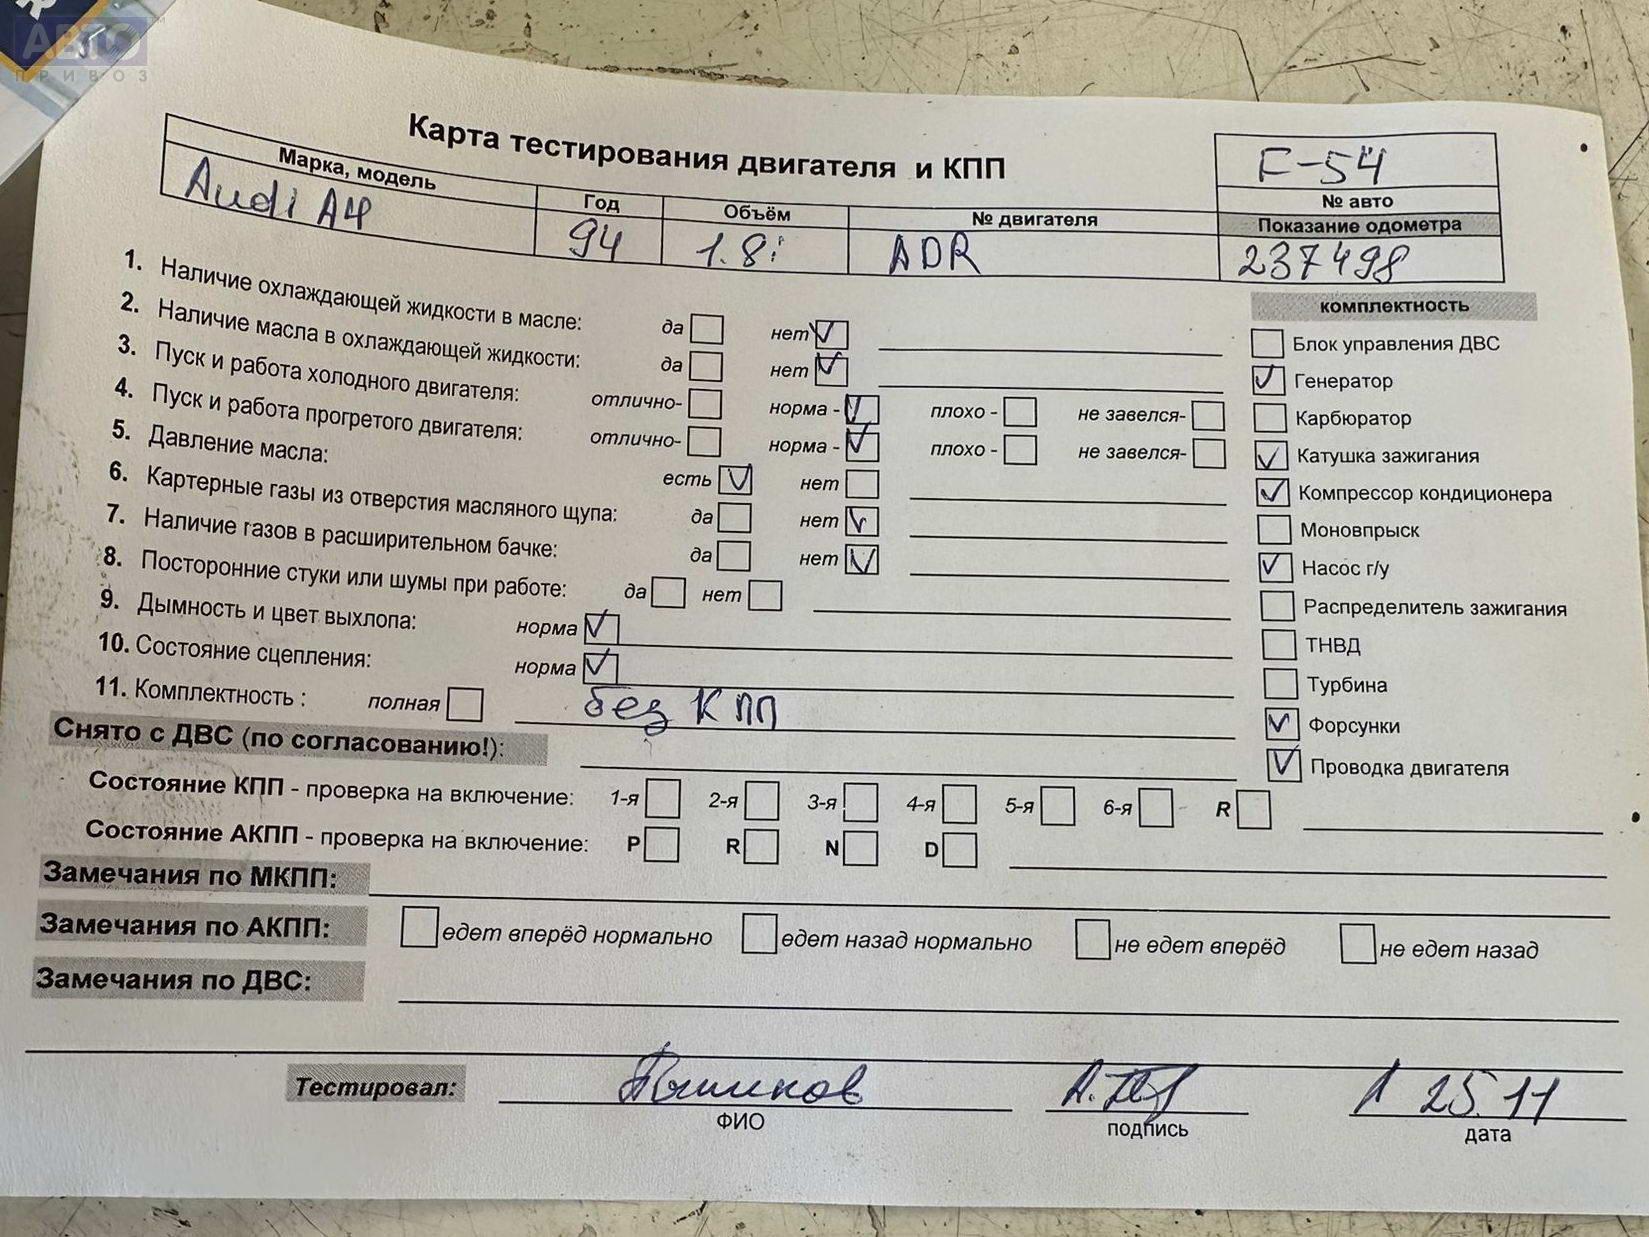 АВТО
ПРИВОЗ
Карта тестирования двигателя и КПП
Марка, модель Год Объём № двигателя
Audi A4 94 1.8i ADR
F-54
№ авто
Показание одометра
237498
1. Наличие охлаждающей жидкости в масле: да нет
2. Наличие масла в охлаждающей жидкости: да нет
3. Пуск и работа холодного двигателя: отлично- норма - плохо - не завелся-
4. Пуск и работа прогретого двигателя: отлично- норма - плохо - не завелся-
5. Давление масла: есть нет
6. Картерные газы из отверстия масляного щупа: да нет
7. Наличие газов в расширительном бачке: да нет
8. Посторонние стуки или шумы при работе: да нет
9. Дымность и цвет выхлопа: норма
10. Состояние сцепления: норма
11. Комплектность : полная без КПП
комплектность
Блок управления ДВС
Генератор
Карбюратор
Катушка зажигания
Компрессор кондиционера
Моновпрыск
Насос г/у
Распределитель зажигания
ТНВД
Турбина
Форсунки
Проводка двигателя
Снято с ДВС (по согласованию!):
Состояние КПП - проверка на включение: 1-я 2-я 3-я 4-я 5-я 6-я R
Состояние АКПП - проверка на включение: P R N D
Замечания по МКПП:
Замечания по АКПП: едет вперёд нормально едет назад нормально не едет вперёд не едет назад
Замечания по ДВС:
Тестировал: 25.11
ФИО подпись дата